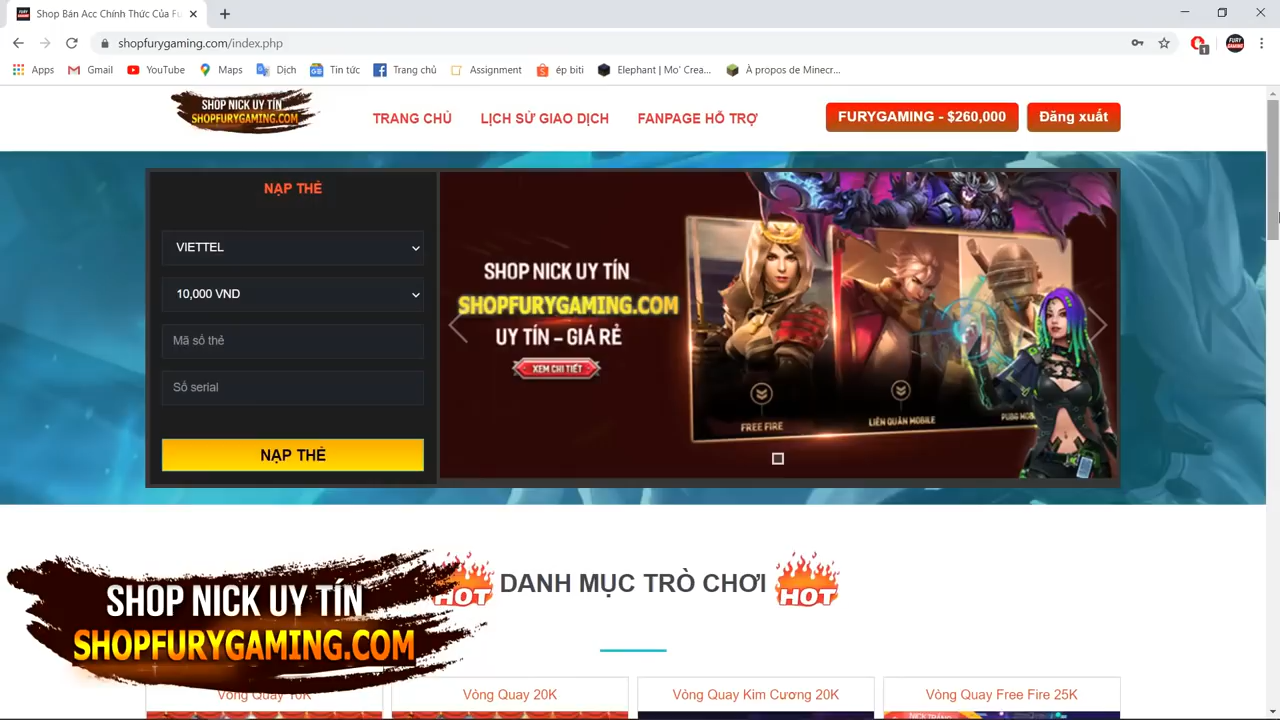 Shop Bán Acc Chính Thức Của Fu
shopfurygaming.com/index.php
1
FURY GAMING
Apps
Gmail
YouTube
Maps
Dịch
Tin tức
Trang chủ
Assignment
ép biti
Elephant | Mo' Crea...
À propos de Minecr...
SHOP NICK UY TÍN
SHOPFURYGAMING.COM
TRANG CHỦ
LỊCH SỬ GIAO DỊCH
FANPAGE HỖ TRỢ
FURYGAMING - $260,000
Đăng xuất
NẠP THẺ
VIETTEL
10,000 VND
Mã số thẻ
Số serial
NẠP THẺ
SHOP NICK UY TÍN
SHOPFURYGAMING.COM
UY TÍN - GIÁ RẺ
XEM CHI TIẾT
FREE FIRE
LIÊN QUÂN MOBILE
PUBG MO
HOT DANH MỤC TRÒ CHƠI HOT
SHOP NICK UY TÍN
SHOPFURYGAMING.COM
Vòng Quay 10K
Vòng Quay 20K
Vòng Quay Kim Cương 20K
Vòng Quay Free Fire 25K